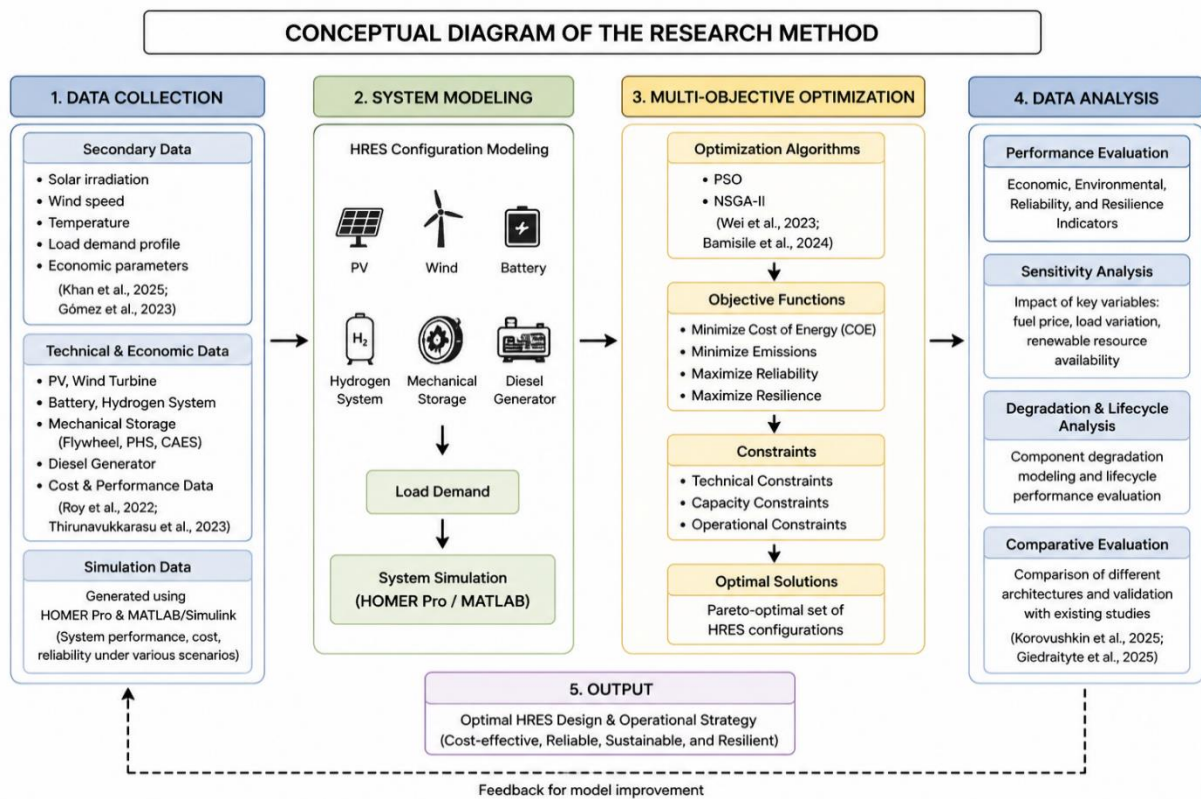 CONCEPTUAL DIAGRAM OF THE RESEARCH METHOD
1. DATA COLLECTION
Secondary Data
• Solar irradiation
• Wind speed
• Temperature
• Load demand profile
• Economic parameters
(Khan et al., 2025;
Gómez et al., 2023)
Technical & Economic Data
• PV, Wind Turbine
• Battery, Hydrogen System
• Mechanical Storage
(Flywheel, PHS, CAES)
• Diesel Generator
• Cost & Performance Data
(Roy et al., 2022;
Thirunavukkarasu et al., 2023)
Simulation Data
Generated using
HOMER Pro & MATLAB/Simulink
(System performance, cost,
reliability under various scenarios)
2. SYSTEM MODELING
HRES Configuration Modeling
PV
Wind
Battery
H₂
Hydrogen
System
Mechanical
Storage
Diesel
Generator
Load Demand
System Simulation
(HOMER Pro / MATLAB)
3. MULTI-OBJECTIVE OPTIMIZATION
Optimization Algorithms
• PSO
• NSGA-II
(Wei et al., 2023;
Bamisile et al., 2024)
Objective Functions
• Minimize Cost of Energy (COE)
• Minimize Emissions
• Maximize Reliability
• Maximize Resilience
Constraints
• Technical Constraints
• Capacity Constraints
• Operational Constraints
Optimal Solutions
Pareto-optimal set of
HRES configurations
4. DATA ANALYSIS
Performance Evaluation
Economic, Environmental,
Reliability, and Resilience
Indicators
Sensitivity Analysis
Impact of key variables:
fuel price, load variation,
renewable resource
availability
Degradation & Lifecycle
Analysis
Component degradation
modeling and lifecycle
performance evaluation
Comparative Evaluation
Comparison of different
architectures and validation
with existing studies
(Korovushkin et al., 2025;
Giedraityte et al., 2025)
5. OUTPUT
Optimal HRES Design & Operational Strategy
(Cost-effective, Reliable, Sustainable, and Resilient)
Feedback for model improvement